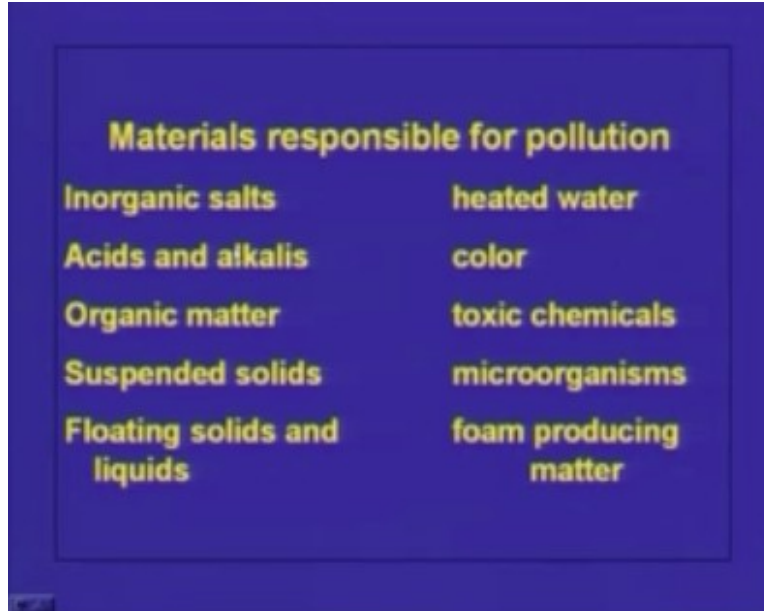 Materials responsible for pollution
Inorganic salts heated water
Acids and alkalis color
Organic matter toxic chemicals
Suspended solids microorganisms
Floating solids and foam producing
liquids matter